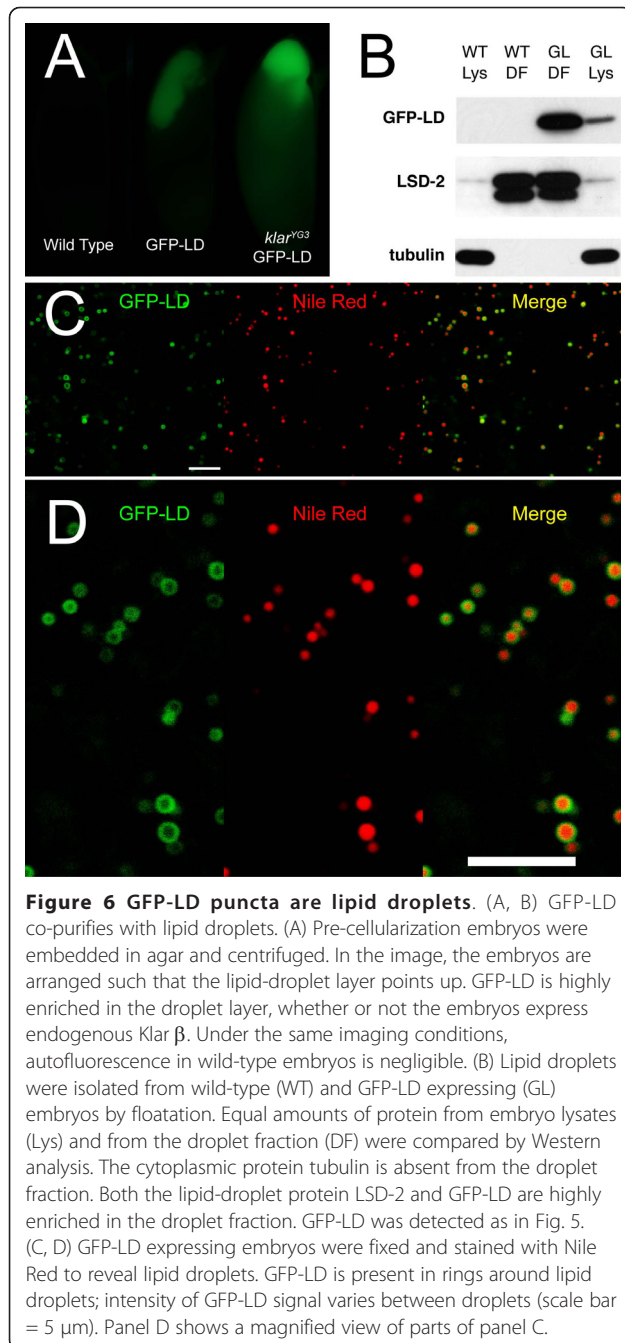 A
Wild Type
GFP-LD
klarYG3
GFP-LD
B
WT WT GL GL
Lys DF DF Lys
GFP-LD
LSD-2
tubulin
C
GFP-LD Nile Red Merge
D
GFP-LD Nile Red Merge
Figure 6 GFP-LD puncta are lipid droplets. (A, B) GFP-LD
co-purifies with lipid droplets. (A) Pre-cellularization embryos were
embedded in agar and centrifuged. In the image, the embryos are
arranged such that the lipid-droplet layer points up. GFP-LD is highly
enriched in the droplet layer, whether or not the embryos express
endogenous Klar β. Under the same imaging conditions,
autofluorescence in wild-type embryos is negligible. (B) Lipid droplets
were isolated from wild-type (WT) and GFP-LD expressing (GL)
embryos by floatation. Equal amounts of protein from embryo lysates
(Lys) and from the droplet fraction (DF) were compared by Western
analysis. The cytoplasmic protein tubulin is absent from the droplet
fraction. Both the lipid-droplet protein LSD-2 and GFP-LD are highly
enriched in the droplet fraction. GFP-LD was detected as in Fig. 5.
(C, D) GFP-LD expressing embryos were fixed and stained with Nile
Red to reveal lipid droplets. GFP-LD is present in rings around lipid
droplets; intensity of GFP-LD signal varies between droplets (scale bar
= 5 μm). Panel D shows a magnified view of parts of panel C.